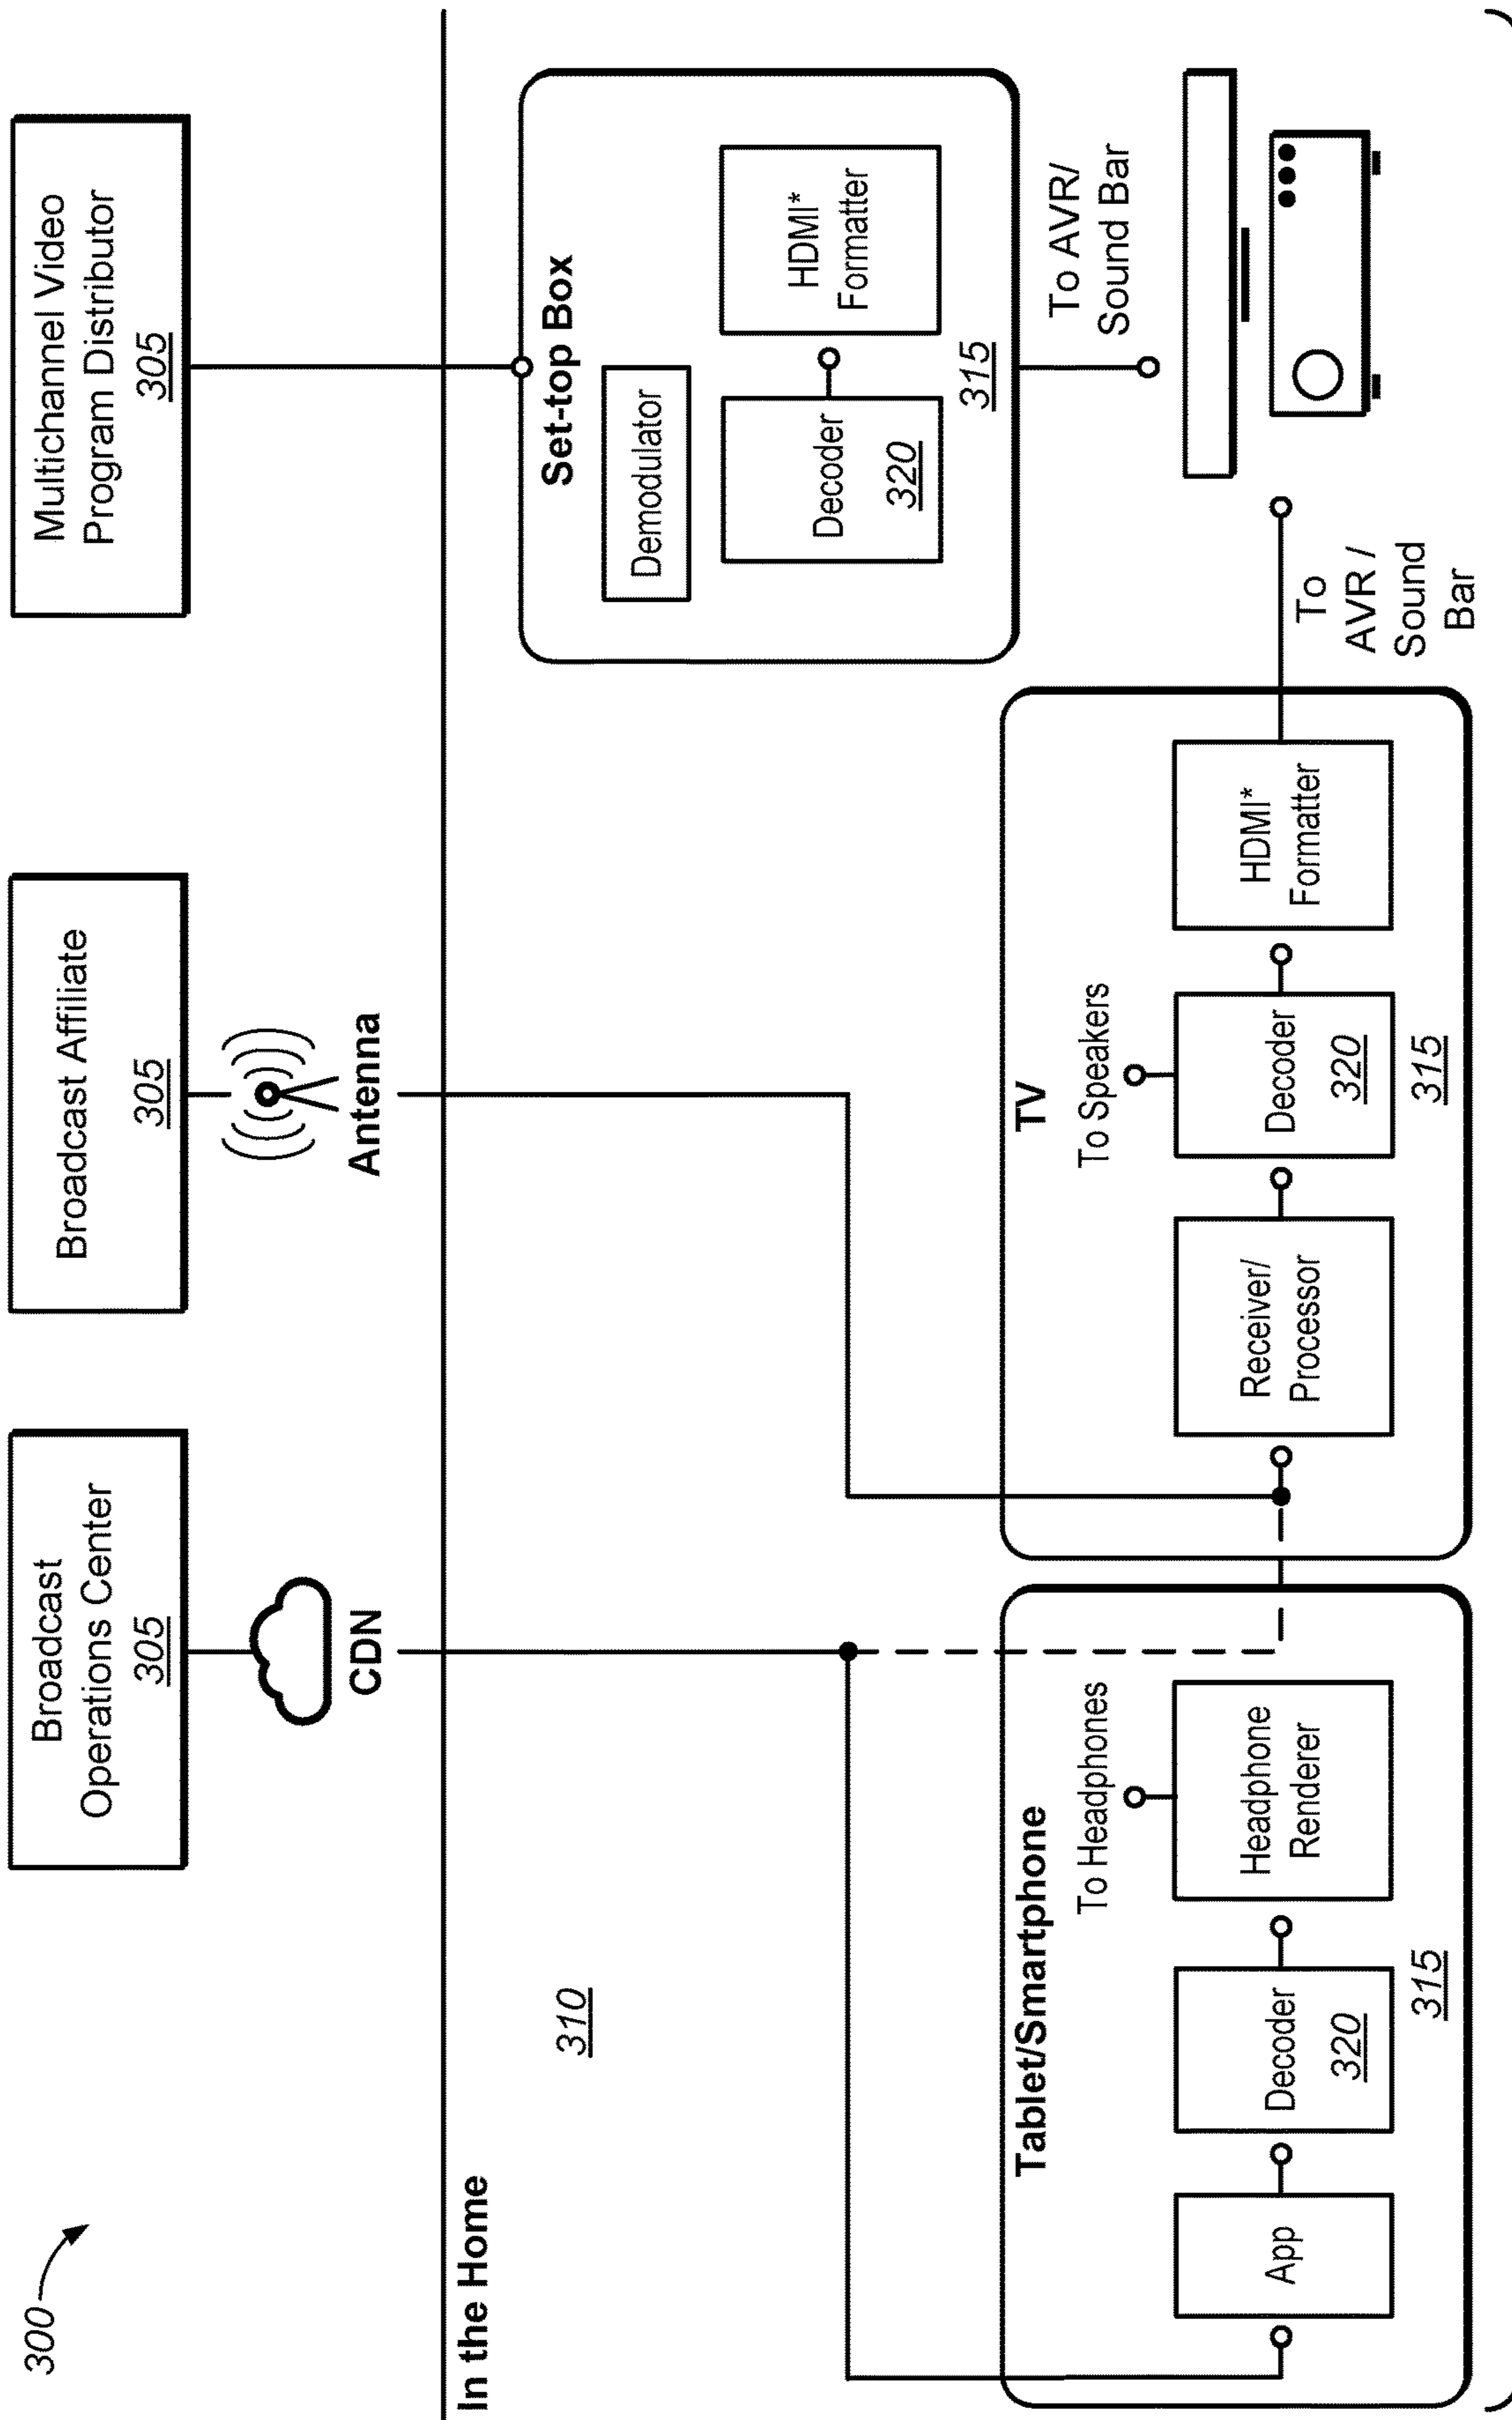 300
Broadcast
Operations Center
305
CDN
Broadcast Affiliate
305
Antenna
Multichannel Video
Program Distributor
305
In the Home
310
Set-top Box
Demodulator
Decoder
320
HDMI*
Formatter
315
To AVR/
Sound Bar
Tablet/Smartphone
To Headphones
App
Decoder
320
Headphone
Renderer
315
TV
To Speakers
Receiver/
Processor
Decoder
320
HDMI*
Formatter
315
To
AVR /
Sound
Bar